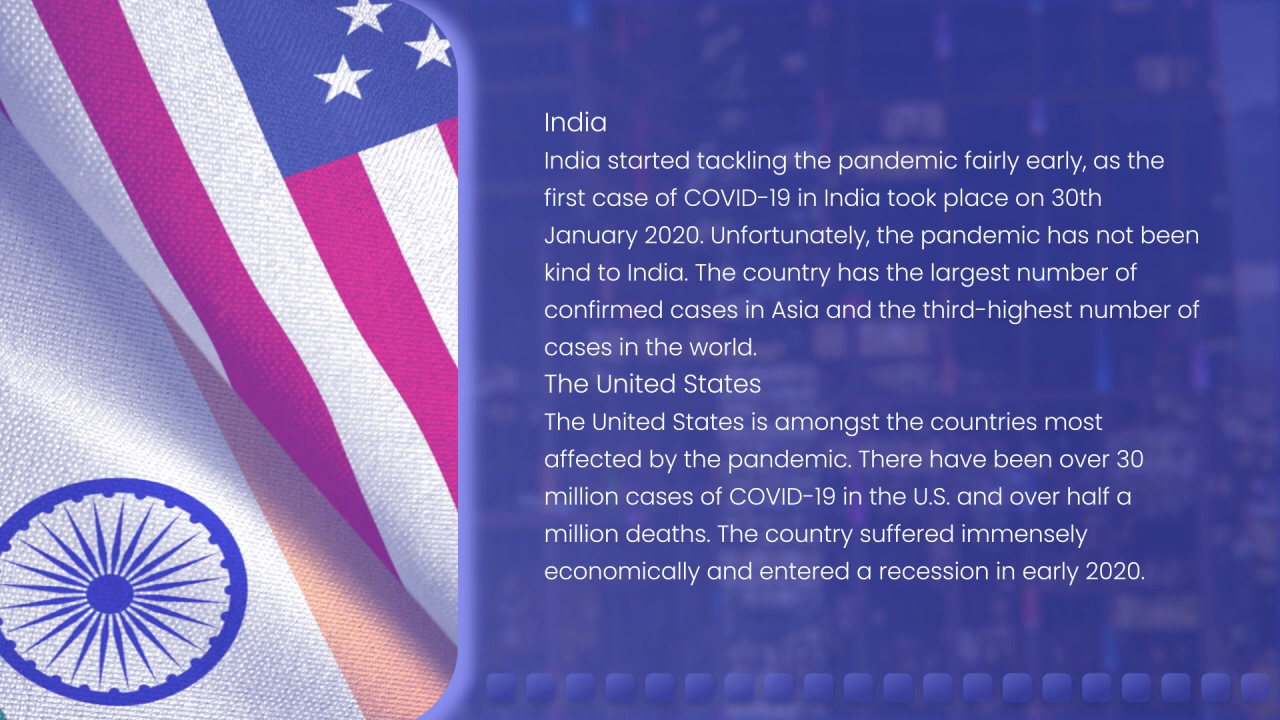 India
India started tackling the pandemic fairly early, as the
first case of COVID-19 in India took place on 30th
January 2020. Unfortunately, the pandemic has not been
kind to India. The country has the largest number of
confirmed cases in Asia and the third-highest number of
cases in the world.
The United States
The United States is amongst the countries most
affected by the pandemic. There have been over 30
million cases of COVID-19 in the U.S. and over half a
million deaths. The country suffered immensely
economically and entered a recession in early 2020.